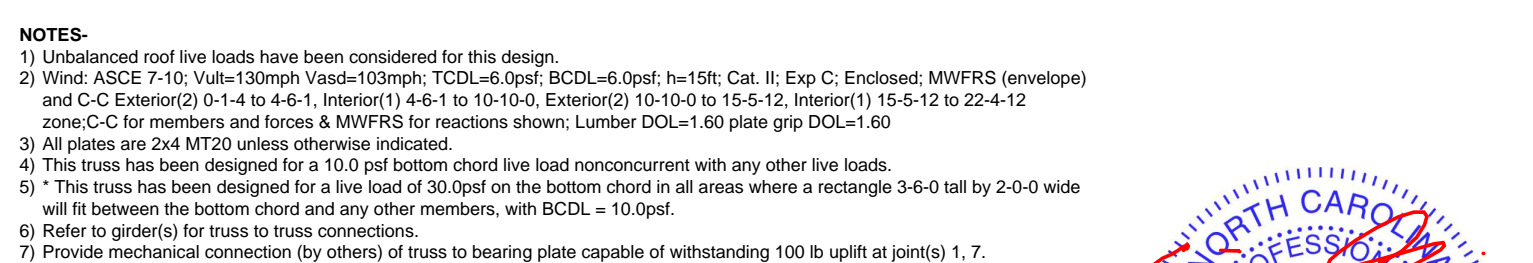 NOTES-
1) Unbalanced roof live loads have been considered for this design.
2) Wind: ASCE 7-10; Vult=130mph Vasd=103mph; TCDL=6.0psf; BCDL=6.0psf; h=15ft; Cat. II; Exp C; Enclosed; MWFRS (envelope)
and C-C Exterior(2) 0-1-4 to 4-6-1, Interior(1) 4-6-1 to 10-10-0, Exterior(2) 10-10-0 to 15-5-12, Interior(1) 15-5-12 to 22-4-12
zone;C-C for members and forces & MWFRS for reactions shown; Lumber DOL=1.60 plate grip DOL=1.60
3) All plates are 2x4 MT20 unless otherwise indicated.
4) This truss has been designed for a 10.0 psf bottom chord live load nonconcurrent with any other live loads.
5) * This truss has been designed for a live load of 30.0psf on the bottom chord in all areas where a rectangle 3-6-0 tall by 2-0-0 wide
will fit between the bottom chord and any other members, with BCDL = 10.0psf.
6) Refer to girder(s) for truss to truss connections.
7) Provide mechanical connection (by others) of truss to bearing plate capable of withstanding 100 lb uplift at joint(s) 1, 7.
NORTH CAROLINA
OFESSION